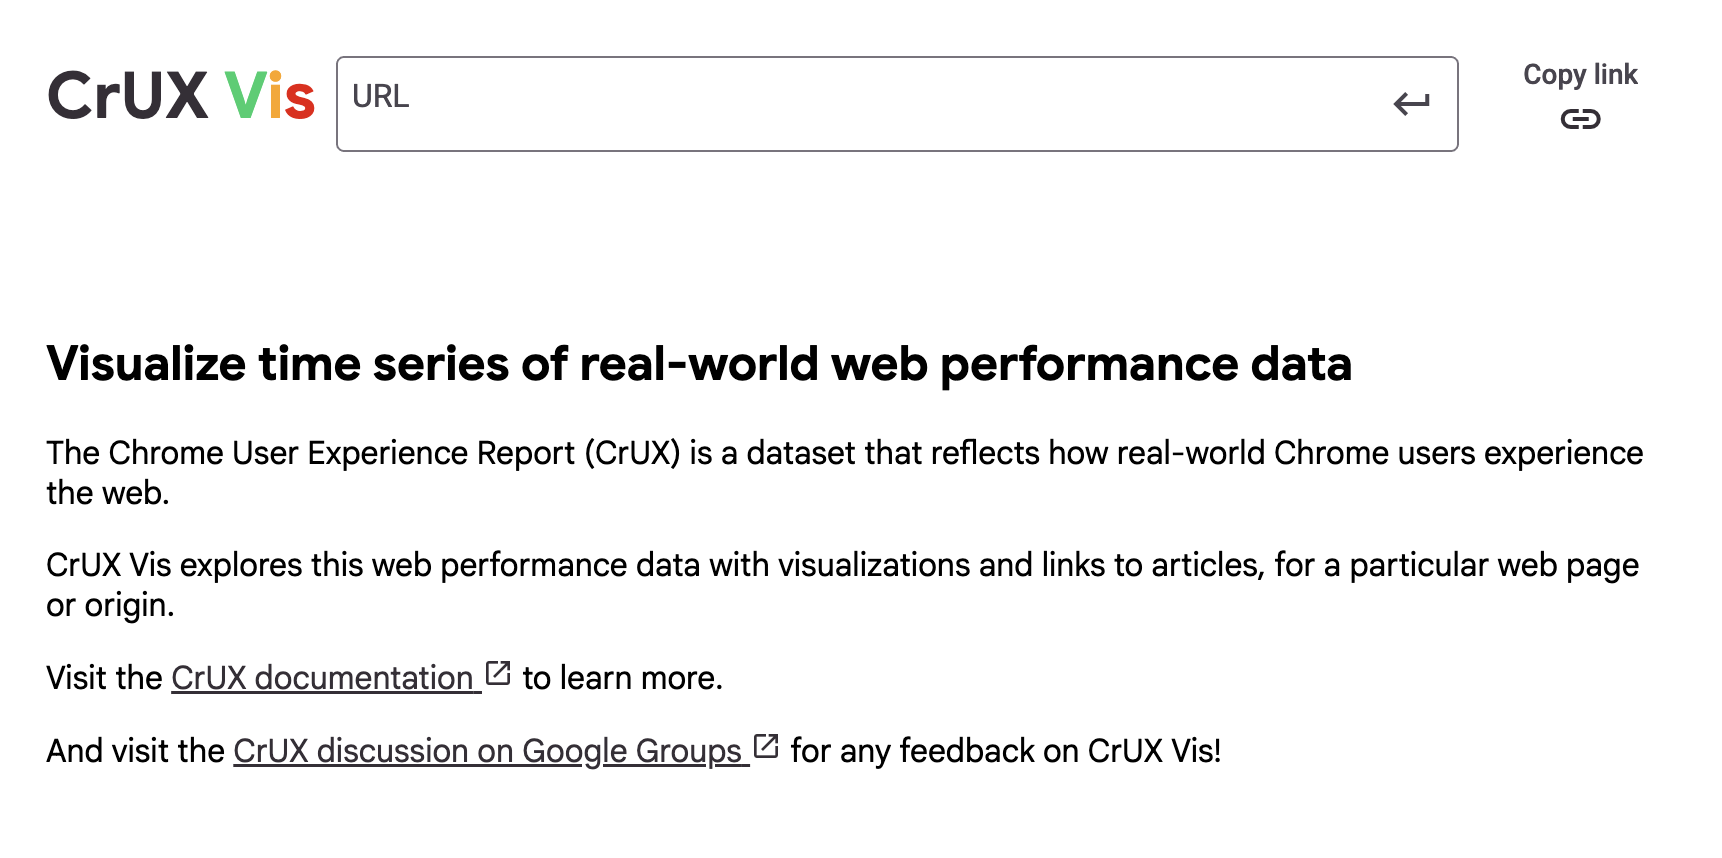 CrUX Vis
URL
Copy link
Visualize time series of real-world web performance data
The Chrome User Experience Report (CrUX) is a dataset that reflects how real-world Chrome users experience
the web.
CrUX Vis explores this web performance data with visualizations and links to articles, for a particular web page
or origin.
Visit the CrUX documentation to learn more.
And visit the CrUX discussion on Google Groups for any feedback on CrUX Vis!